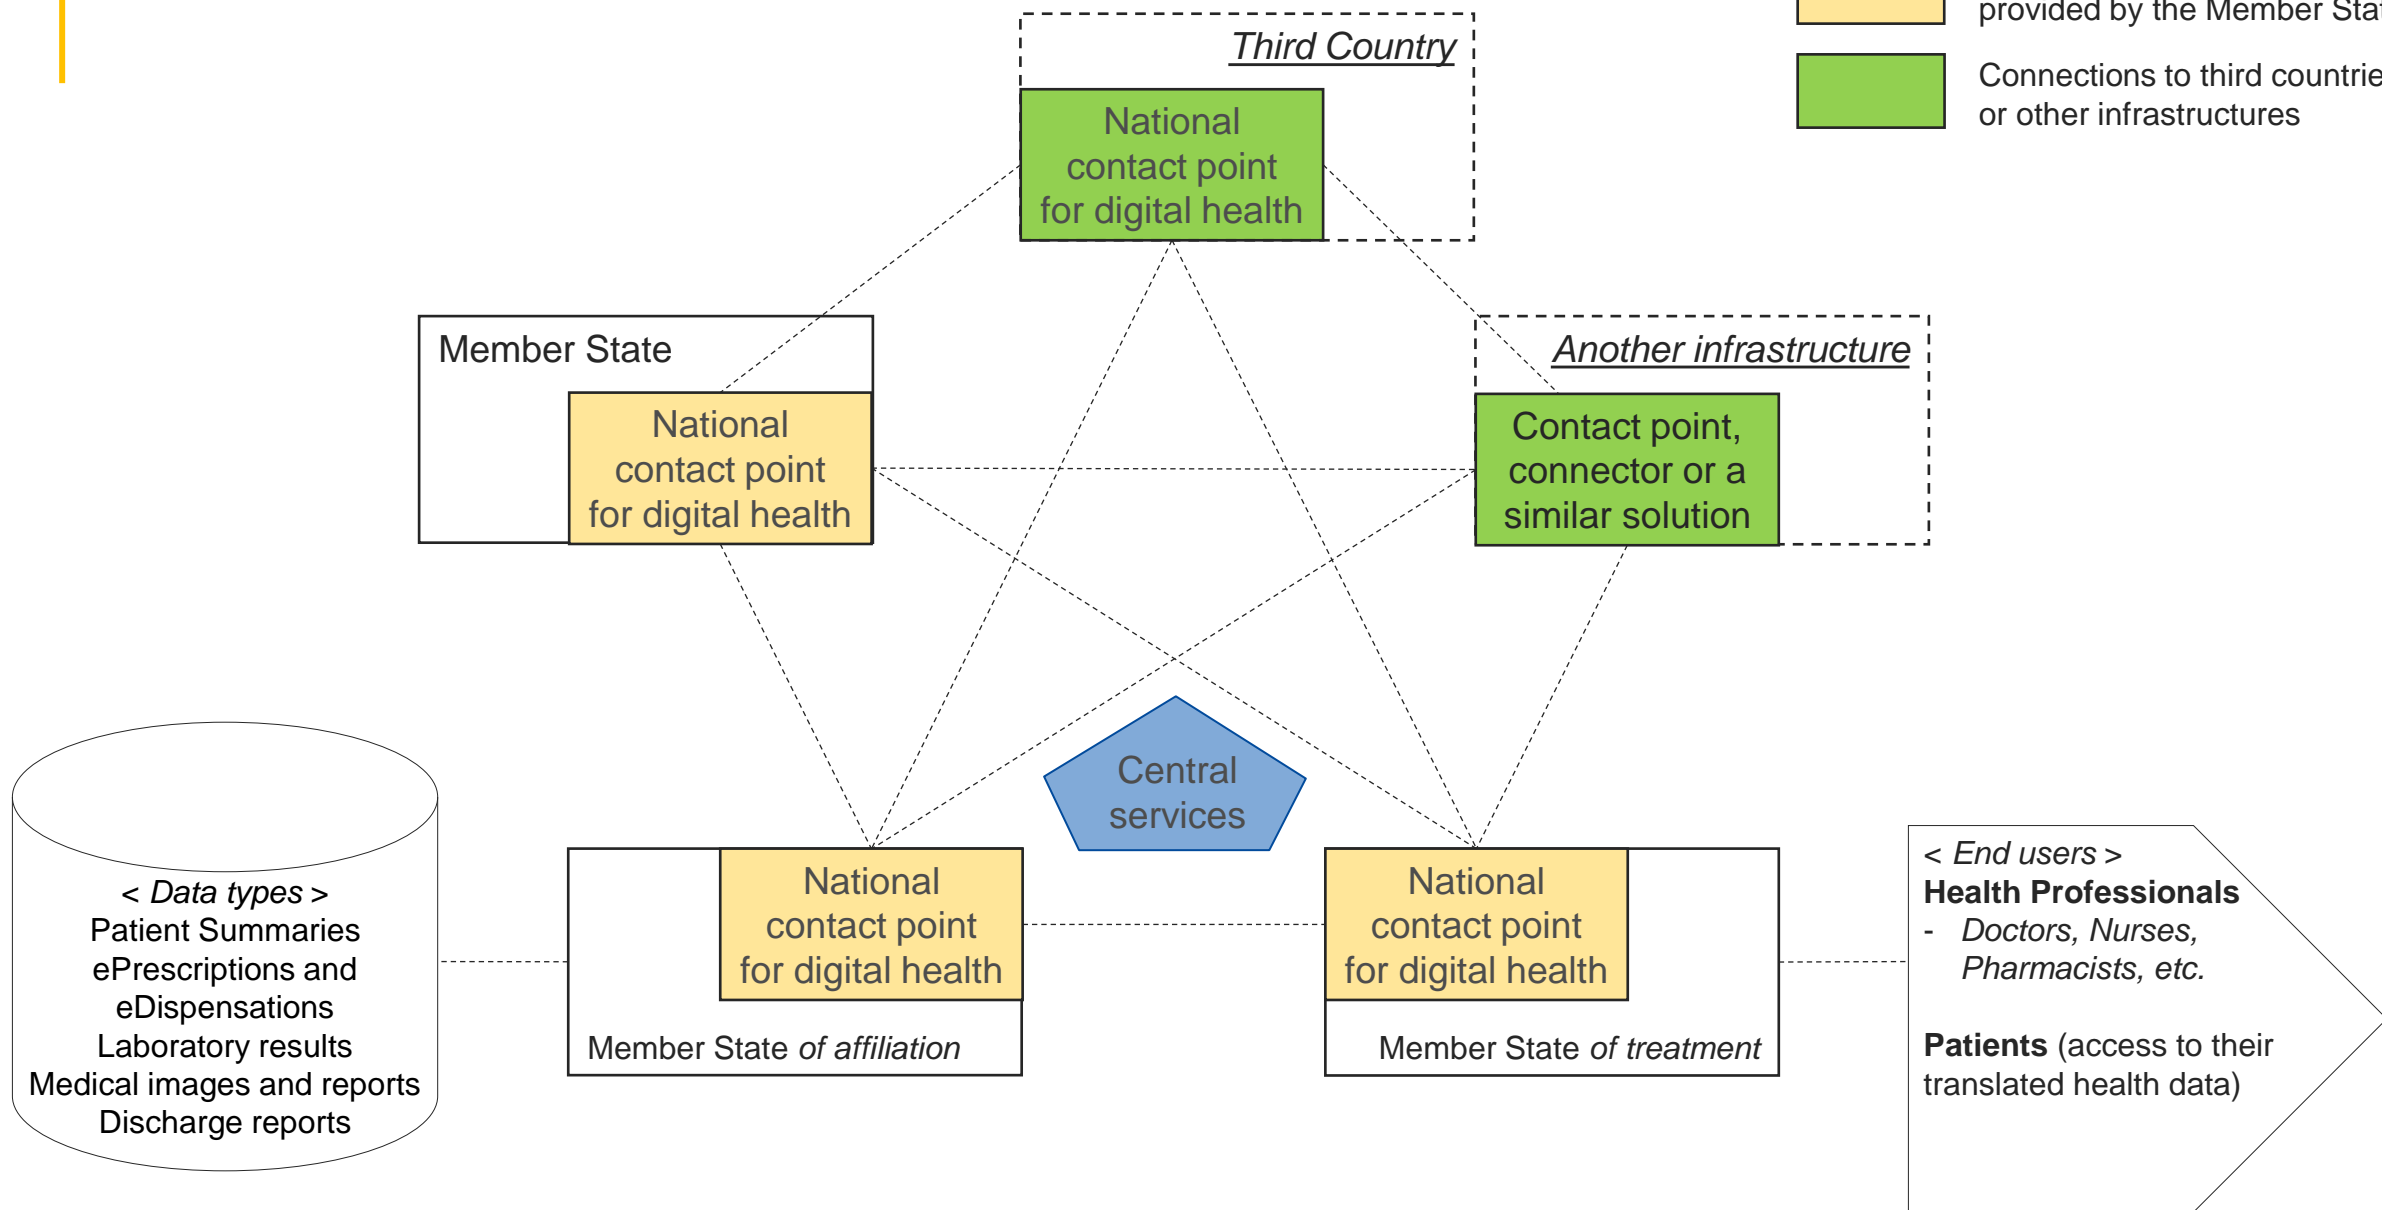 provided by the Member Stat
Third Country
Connections to third countrie
or other infrastructures
National
contact point
for digital health
Member State
Another infrastructure
National
contact point
for digital health
Contact point,
connector or a
similar solution
Central
services
< Data types >
Patient Summaries
ePrescriptions and
eDispensations
Laboratory results
Medical images and reports
Discharge reports
National
contact point
for digital health
Member State of affiliation
National
contact point
for digital health
Member State of treatment
< End users >
Health Professionals
- Doctors, Nurses,
Pharmacists, etc.
Patients (access to their
translated health data)